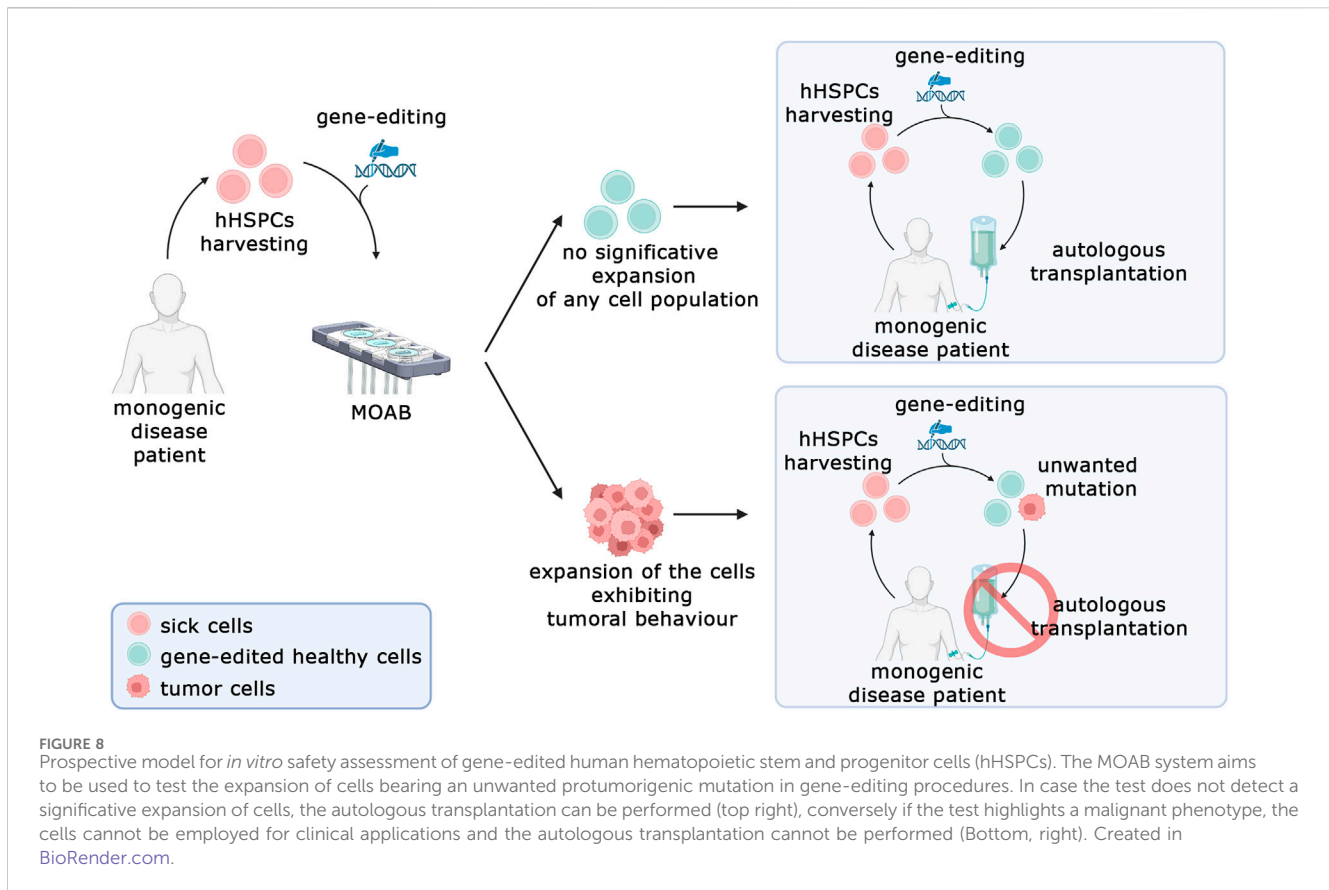 gene-editing
hHSPCs
harvesting
monogenic
disease
patient
MOAB
no significative
expansion
of any cell population
expansion of the cells
exhibiting
tumoral behaviour
gene-editing
hHSPCs
harvesting
autologous
transplantation
monogenic
disease patient
gene-editing
hHSPCs
harvesting
unwanted
mutation
autologous
transplantation
monogenic
disease patient
sick cells
gene-edited healthy cells
tumor cells
FIGURE 8
Prospective model for in vitro safety assessment of gene-edited human hematopoietic stem and progenitor cells (hHSPCs). The MOAB system aims
to be used to test the expansion of cells bearing an unwanted protumorigenic mutation in gene-editing procedures. In case the test does not detect a
significative expansion of cells, the autologous transplantation can be performed (top right), conversely if the test highlights a malignant phenotype, the
cells cannot be employed for clinical applications and the autologous transplantation cannot be performed (Bottom, right). Created in
BioRender.com.